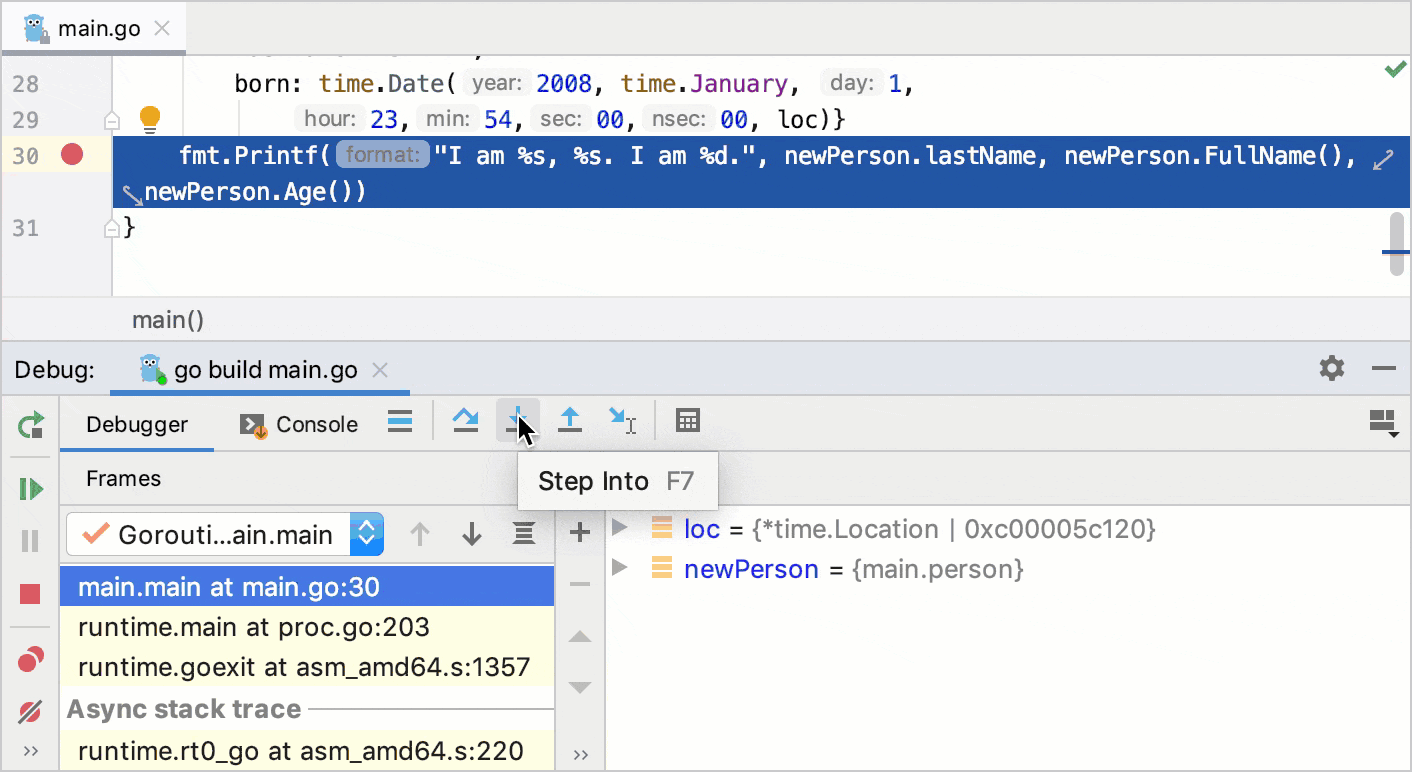 main.go
28 born: time.Date( year: 2008, time.January, day: 1,
29 hour: 23, min: 54, sec: 00, nsec: 00, loc)}
30 fmt.Printf( format: "I am %s, %s. I am %d.", newPerson.lastName, newPerson.FullName(),
newPerson.Age())
31 }
main()
Debug: go build main.go
Debugger Console
Step Into F7
Frames
Gorouti...ain.main
main.main at main.go:30
runtime.main at proc.go:203
runtime.goexit at asm_amd64.s:1357
Async stack trace
runtime.rt0_go at asm_amd64.s:220
loc = {*time.Location | 0xc00005c120}
newPerson = {main.person}